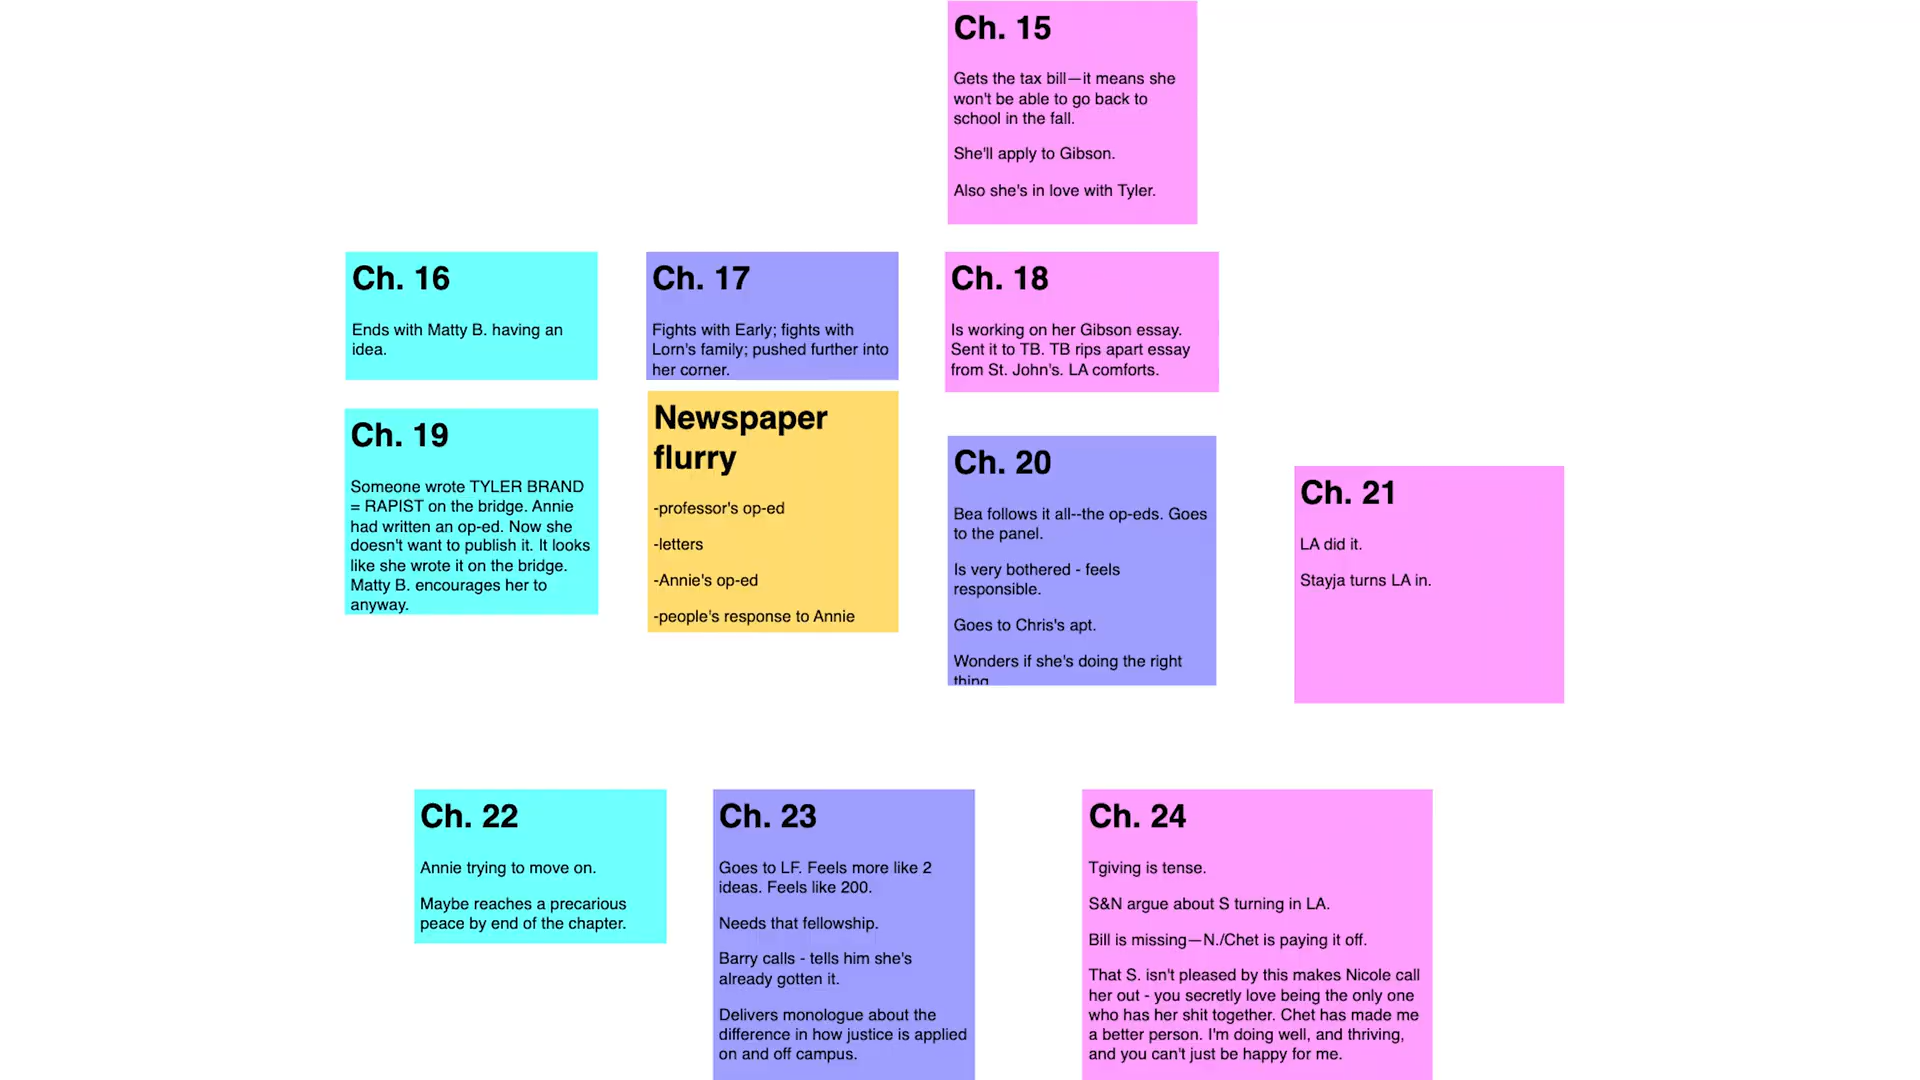 Ch. 15
Gets the tax bill—it means she
won't be able to go back to
school in the fall.
She'll apply to Gibson.
Also she's in love with Tyler.
Ch. 16
Ends with Matty B. having an
idea.
Ch. 17
Fights with Early; fights with
Lorn's family; pushed further into
her corner.
Ch. 18
Is working on her Gibson essay.
Sent it to TB. TB rips apart essay
from St. John's. LA comforts.
Ch. 19
Someone wrote TYLER BRAND
= RAPIST on the bridge. Annie
had written an op-ed. Now she
doesn't want to publish it. It looks
like she wrote it on the bridge.
Matty B. encourages her to
anyway.
Newspaper
flurry
-professor's op-ed
-letters
-Annie's op-ed
-people's response to Annie
Ch. 20
Bea follows it all--the op-eds. Goes
to the panel.
Is very bothered - feels
responsible.
Goes to Chris's apt.
Wonders if she's doing the right
thing
Ch. 21
LA did it.
Stayja turns LA in.
Ch. 22
Annie trying to move on.
Maybe reaches a precarious
peace by end of the chapter.
Ch. 23
Goes to LF. Feels more like 2
ideas. Feels like 200.
Needs that fellowship.
Barry calls - tells him she's
already gotten it.
Delivers monologue about the
difference in how justice is applied
on and off campus.
Ch. 24
Tgiving is tense.
S&N argue about S turning in LA.
Bill is missing—N./Chet is paying it off.
That S. isn't pleased by this makes Nicole call
her out - you secretly love being the only one
who has her shit together. Chet has made me
a better person. I'm doing well, and thriving,
and you can't just be happy for me.